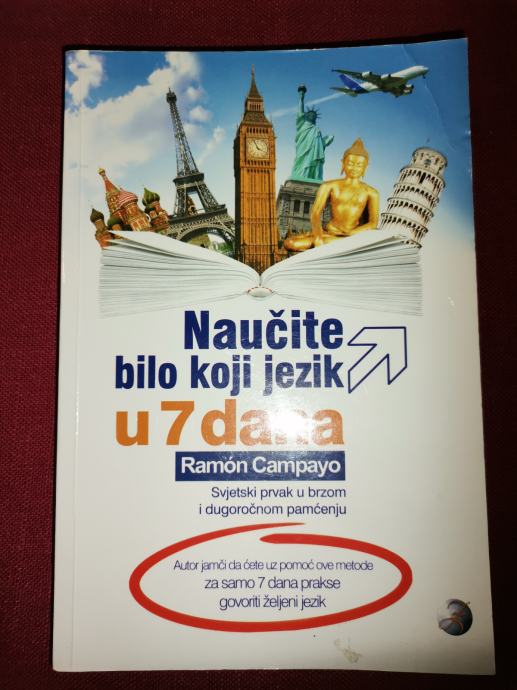 Naučite
bilo koji jezik
u 7 dana
Ramón Campayo
Svjetski prvak u brzom
i dugoročnom pamćenju
Autor jamči da ćete uz pomoć ove metode
za samo 7 dana prakse
govoriti željeni jezik